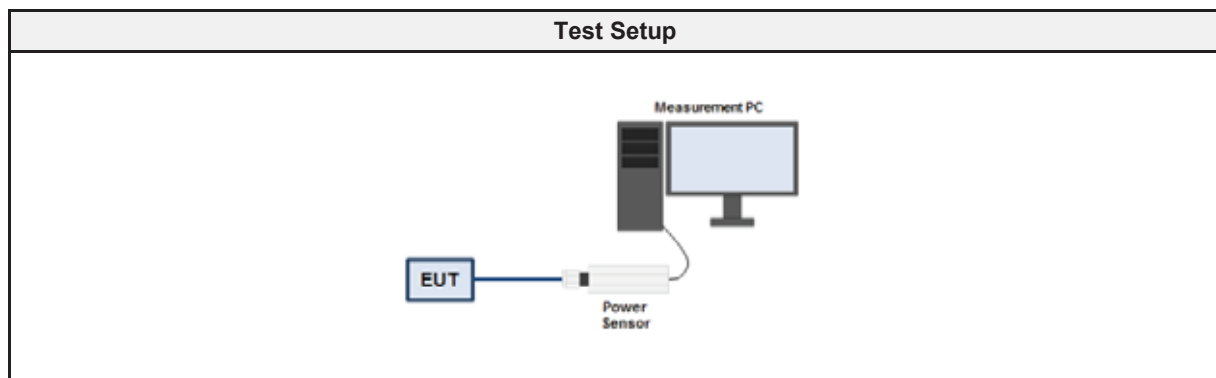 Test Setup
Measurement PC
EUT
Power
Sensor